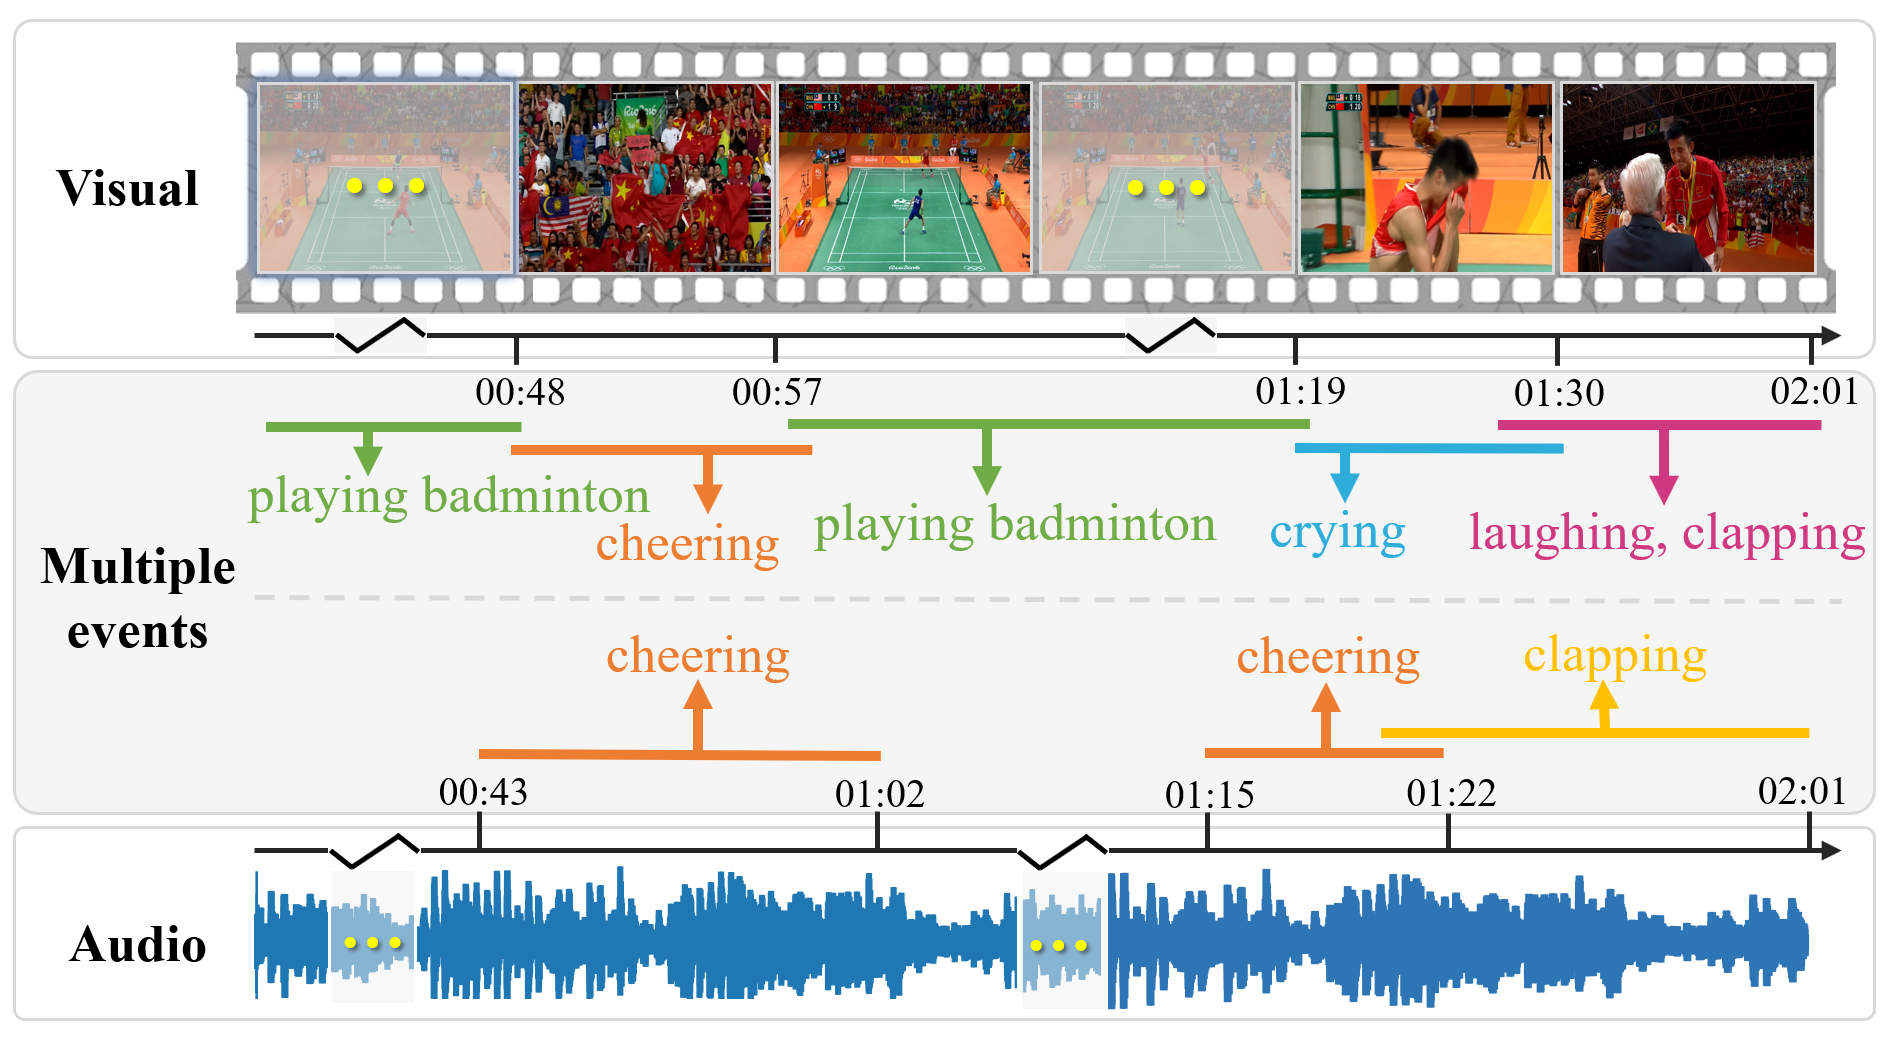 Visual
Rio2016
00:48
00:57
01:19
01:30
02:01
playing badminton
cheering
playing badminton
crying
laughing, clapping
Multiple
events
cheering
cheering
clapping
00:43
01:02
01:15
01:22
02:01
Audio